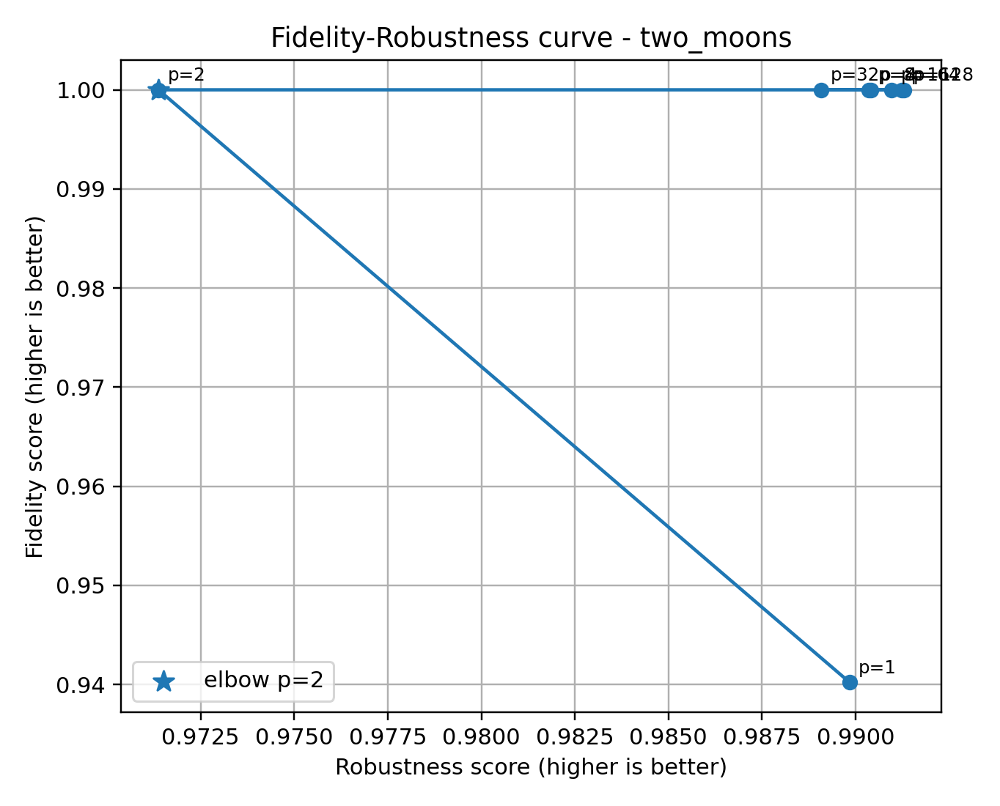 Fidelity-Robustness curve - two_moons
p=2
p=32
1.00
0.99
0.98
0.97
0.96
0.95
0.94
Fidelity score (higher is better)
p=1
elbow p=2
0.9725 0.9750 0.9775 0.9800 0.9825 0.9850 0.9875 0.9900
Robustness score (higher is better)